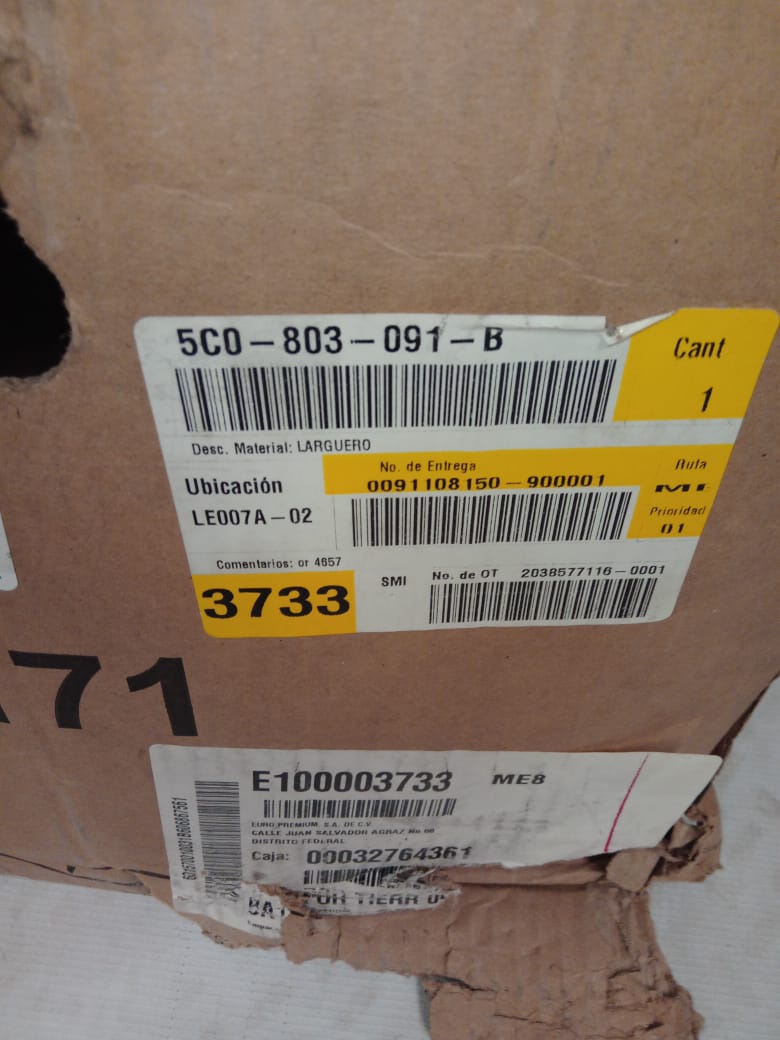 5C0-803-091-B
Cant
1
Desc. Material: LARGUERO
No. de Entrega
Ruta
Ubicación
0091108150-900001
LE007A-02
Prioridad
01
Comentarios: or 4657
3733
SMI
No. de OT 2038577116-0001
71
E100003733 ME8
EURO PREMIUM, S.A. DE C.V.
CALLE JUAN SALVADOR AGRAZ No 60
DISTRITO FEDERAL
Caja: 00032764361